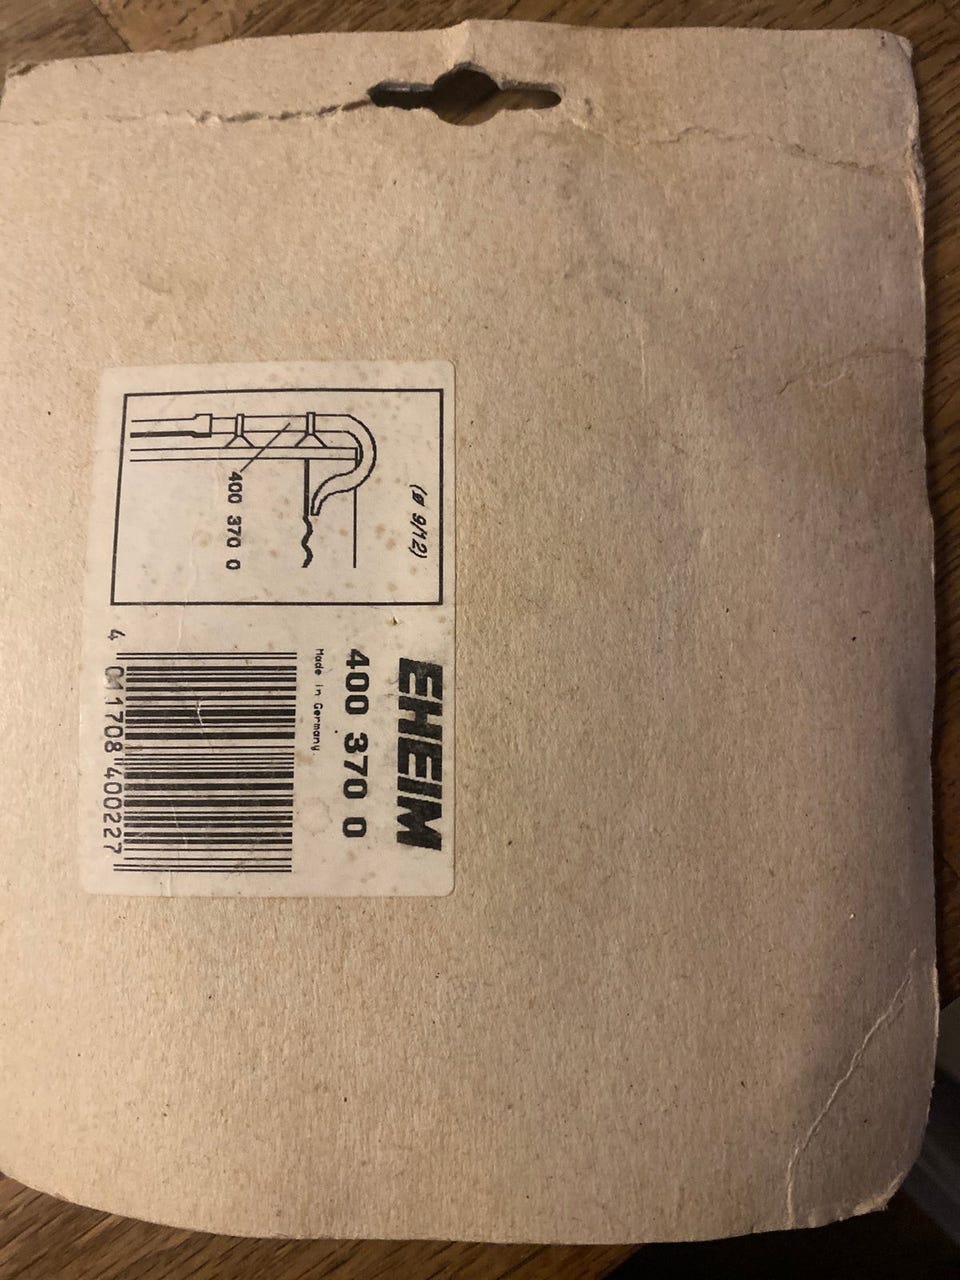 (ø 9/12)
400 370 0
EHEIM
400 370 0
Made in Germany.
4 011708 400227